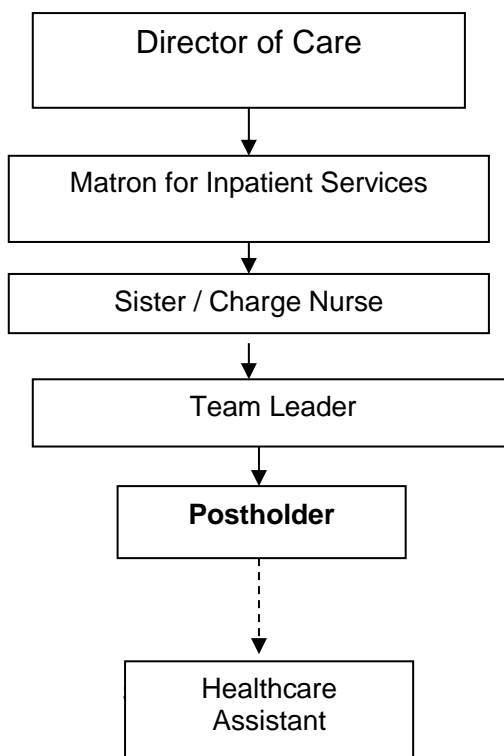 Director of Care
Matron for Inpatient Services
Sister / Charge Nurse
Team Leader
Postholder
Healthcare
Assistant